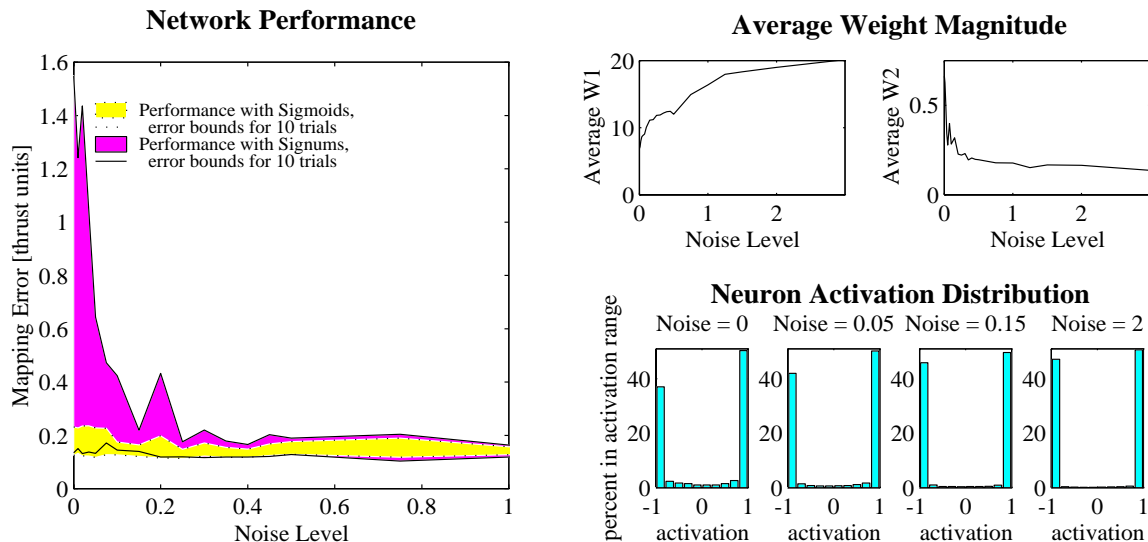 Network Performance
Mapping Error [thrust units]
1.6
1.4
1.2
1
0.8
0.6
0.4
0.2
0
Performance with Sigmoids,
error bounds for 10 trials
Performance with Signums,
error bounds for 10 trials
0 0.2 0.4 0.6 0.8 1
Noise Level
Average Weight Magnitude
Average W1
20
10
0
0 1 2
Noise Level
Average W2
0.5
0
0 1 2
Noise Level
Neuron Activation Distribution
percent in activation range
Noise = 0
40
20
0
-1 0 1
activation
Noise = 0.05
40
20
0
-1 0 1
activation
Noise = 0.15
40
20
0
-1 0 1
activation
Noise = 2
40
20
0
-1 0 1
activation